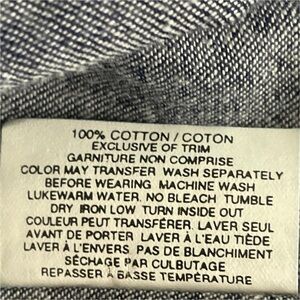 100% COTTON / COTON
EXCLUSIVE OF TRIM
GARNITURE NON COMPRISE
COLOR MAY TRANSFER WASH SEPARATELY
BEFORE WEARING MACHINE WASH
LUKEWARM WATER. NO BLEACH TUMBLE
DRY IRON LOW TURN INSIDE OUT
COULEUR PEUT TRANSFÉRER. LAVER SEUL
AVANT DE PORTER LAVER À L'EAU TIÈDE
LAVER À L'ENVERS PAS DE BLANCHIMENT
SÉCHAGE PAR CULBUTAGE
REPASSER À BASSE TEMPÉRATURE